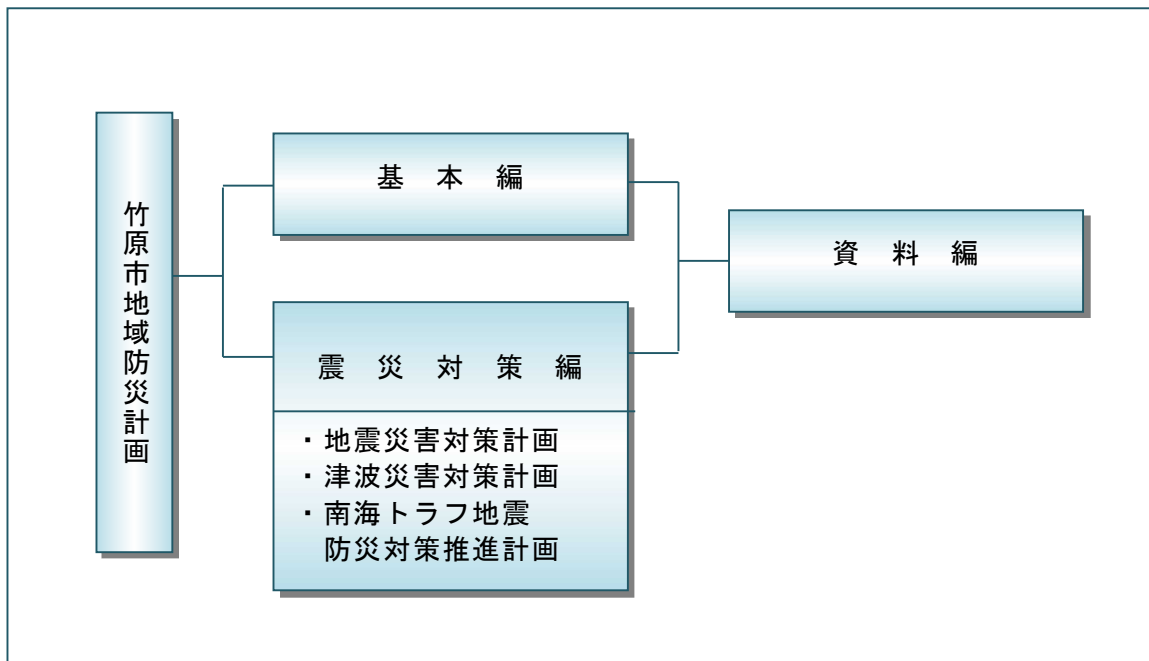 竹原市地域防災計画
基本編
震災対策編
・地震災害対策計画
・津波災害対策計画
・南海トラフ地震
防災対策推進計画
資料編